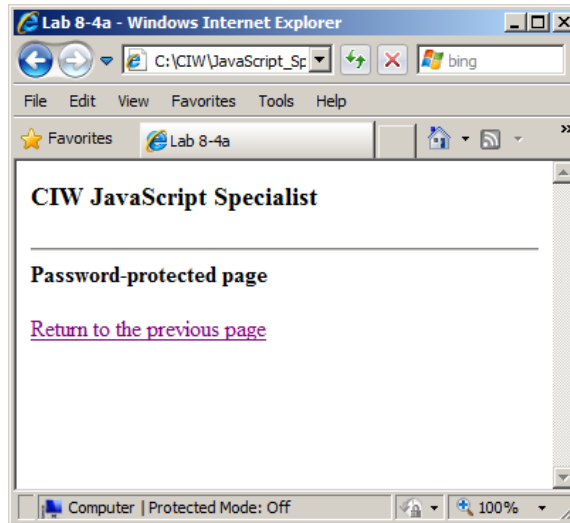 Lab 8-4a - Windows Internet Explorer
C:\CIW\JavaScript_Sp
bing
File Edit View Favorites Tools Help
Favorites Lab 8-4a
CIW JavaScript Specialist
Password-protected page
Return to the previous page
Computer | Protected Mode: Off 100%